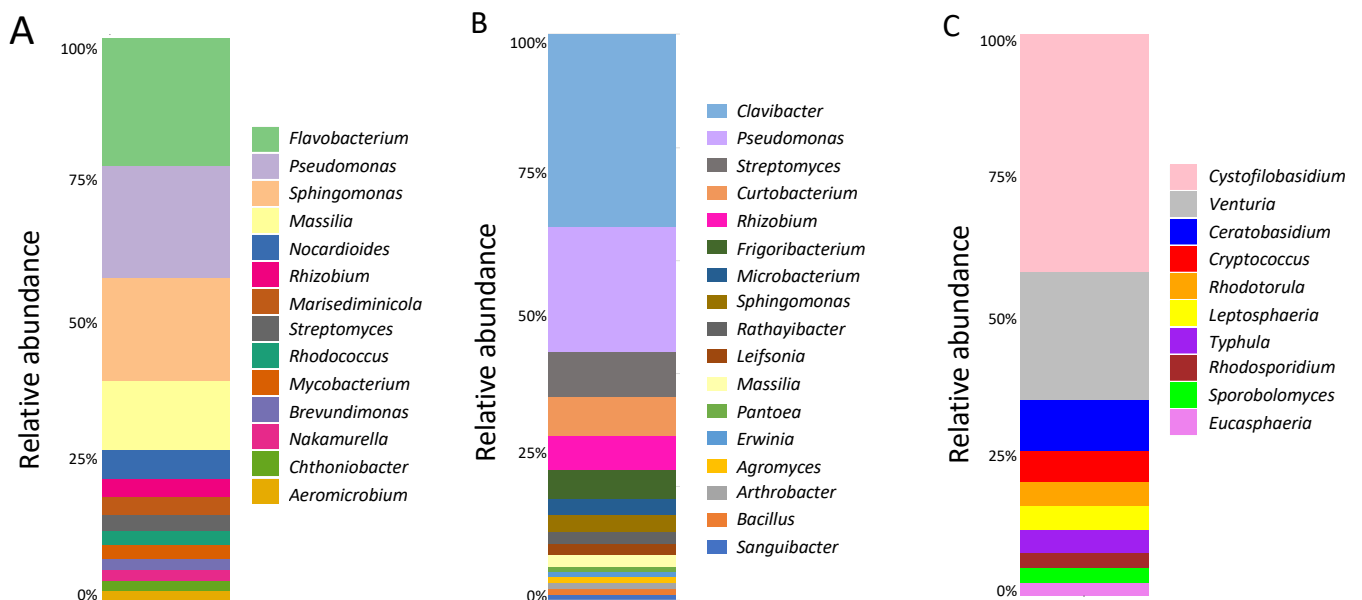 A
Relative abundance
100%
75%
50%
25%
0%
Flavobacterium
Pseudomonas
Sphingomonas
Massilia
Nocardioides
Rhizobium
Marisediminicola
Streptomyces
Rhodococcus
Mycobacterium
Brevundimonas
Nakamurella
Chthoniobacter
Aeromicrobium
B
Relative abundance
100%
75%
50%
25%
0%
Clavibacter
Pseudomonas
Streptomyces
Curtobacterium
Rhizobium
Frigoribacterium
Microbacterium
Sphingomonas
Rathayibacter
Leifsonia
Massilia
Pantoea
Erwinia
Agromyces
Arthrobacter
Bacillus
Sanguibacter
C
Relative abundance
100%
75%
50%
25%
0%
Cystofilobasidium
Venturia
Ceratobasidium
Cryptococcus
Rhodotorula
Leptosphaeria
Typhula
Rhodosporidium
Sporobolomyces
Eucasphaeria